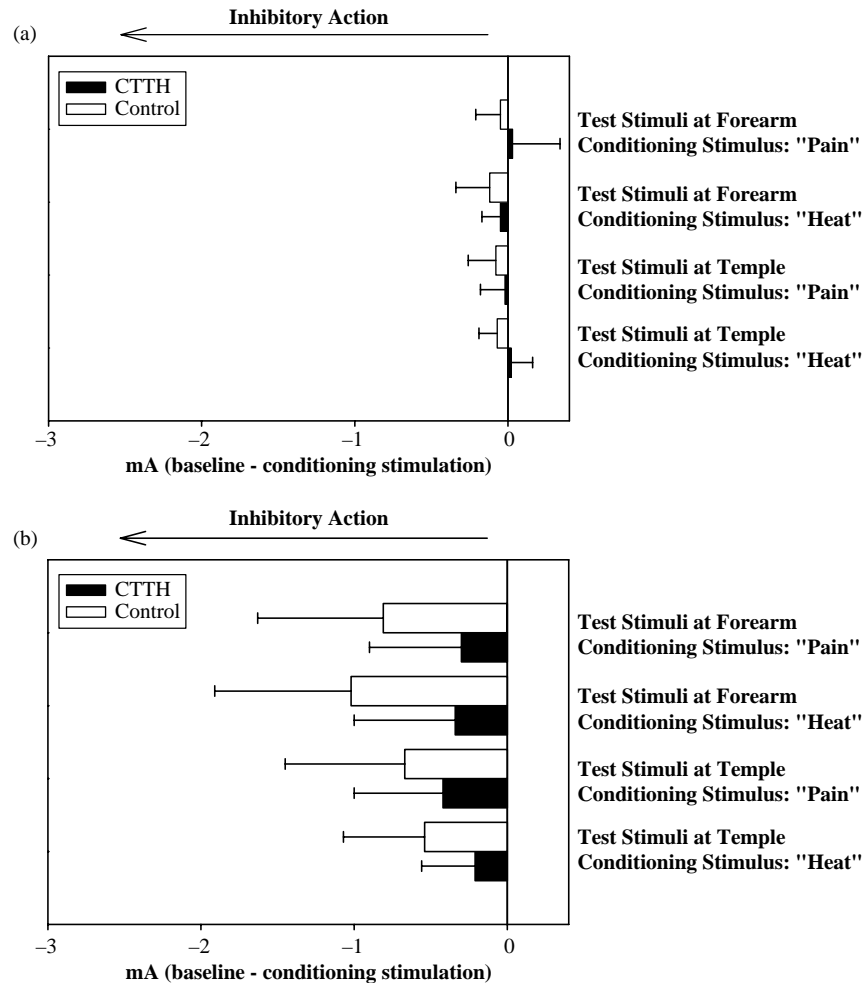 Inhibitory Action
(a)
CTTH
Control
Test Stimuli at Forearm
Conditioning Stimulus: "Pain"
Test Stimuli at Forearm
Conditioning Stimulus: "Heat"
Test Stimuli at Temple
Conditioning Stimulus: "Pain"
Test Stimuli at Temple
Conditioning Stimulus: "Heat"
–3 –2 –1 0
mA (baseline - conditioning stimulation)
Inhibitory Action
(b)
CTTH
Control
Test Stimuli at Forearm
Conditioning Stimulus: "Pain"
Test Stimuli at Forearm
Conditioning Stimulus: "Heat"
Test Stimuli at Temple
Conditioning Stimulus: "Pain"
Test Stimuli at Temple
Conditioning Stimulus: "Heat"
–3 –2 –1 0
mA (baseline - conditioning stimulation)